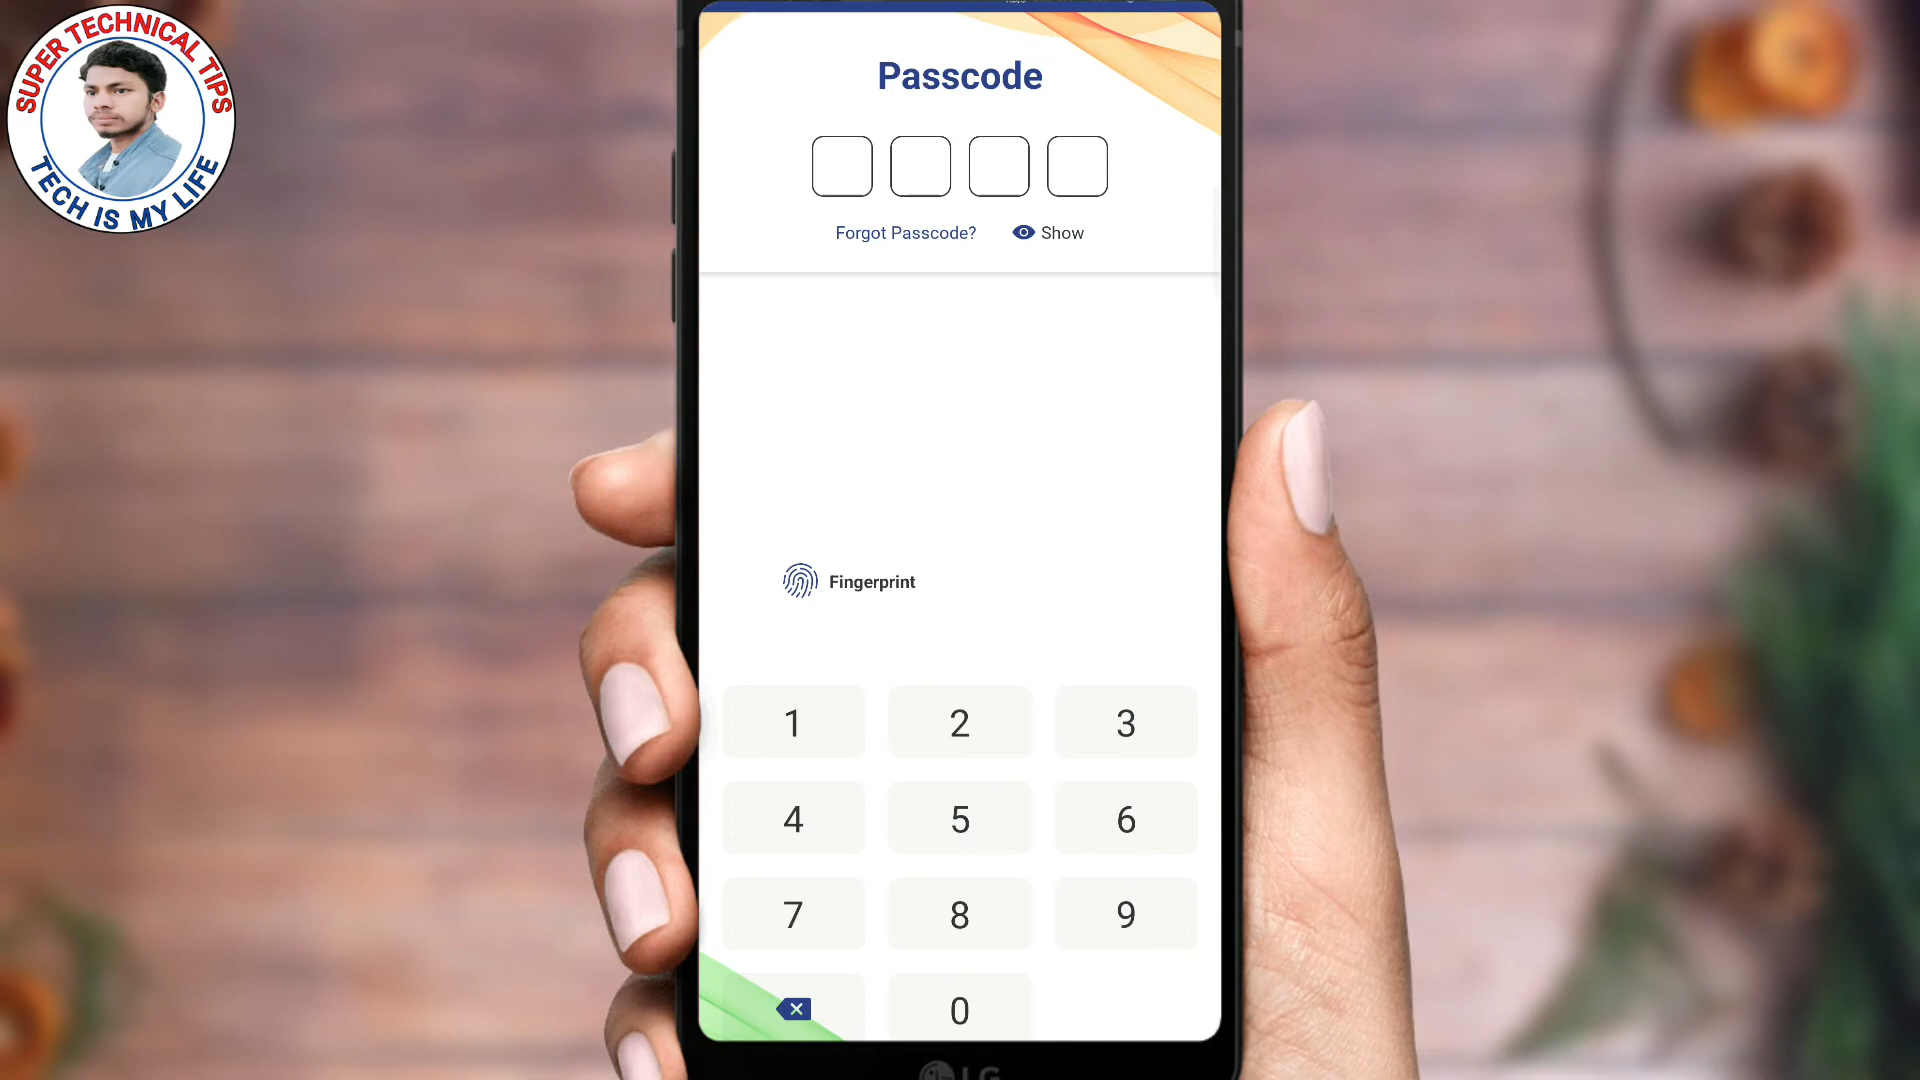 SUPER TECHNICAL TIPS
TECH IS MY LIFE
Passcode
Forgot Passcode? Show
Fingerprint
1 2 3
4 5 6
7 8 9
0
LG